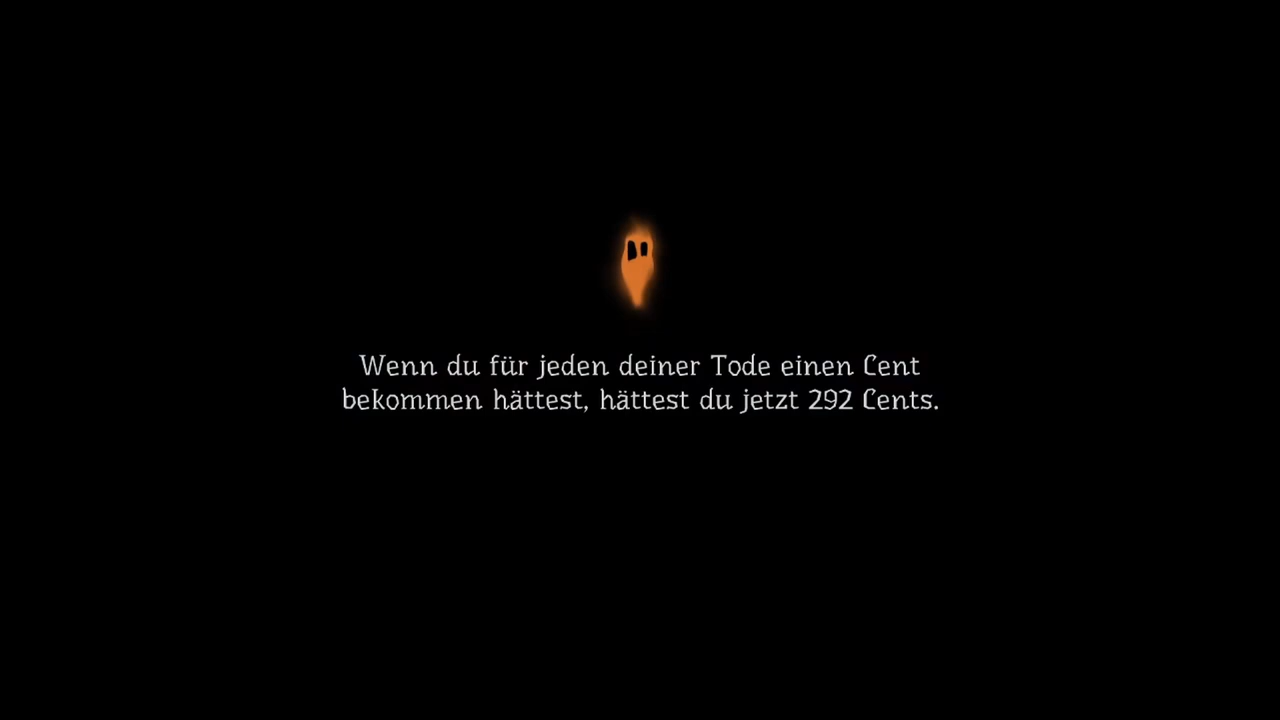 Wenn du für jeden deiner Tode einen Cent
bekommen hättest, hättest du jetzt 292 Cents.